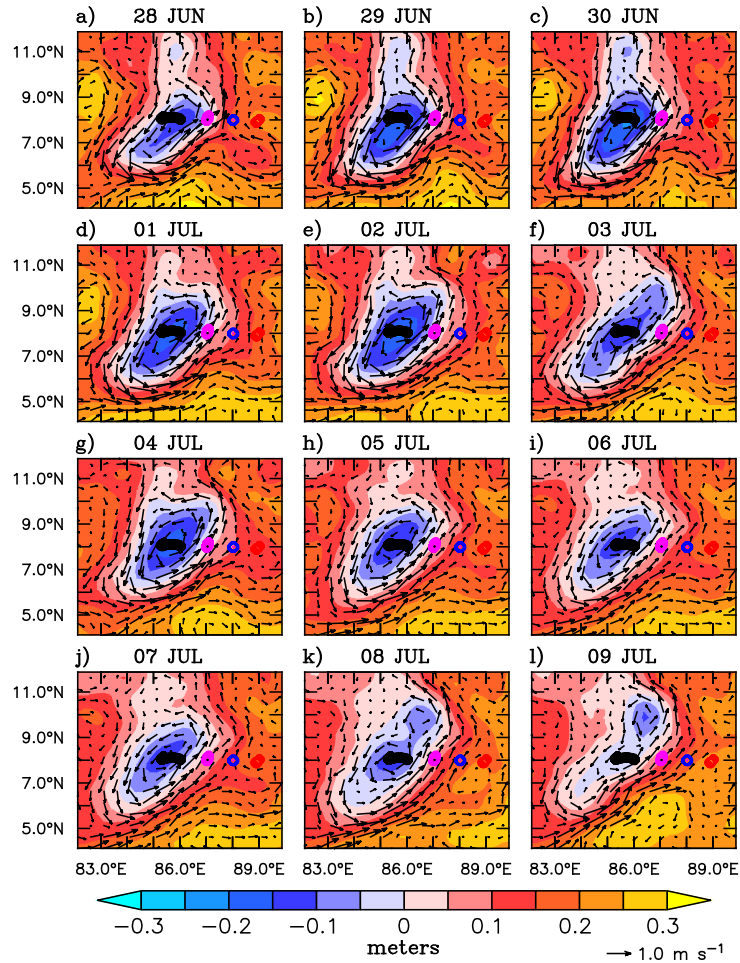 a) 28 JUN b) 29 JUN c) 30 JUN
11.0°N
9.0°N
7.0°N
5.0°N
d) 01 JUL e) 02 JUL f) 03 JUL
11.0°N
9.0°N
7.0°N
5.0°N
g) 04 JUL h) 05 JUL i) 06 JUL
11.0°N
9.0°N
7.0°N
5.0°N
j) 07 JUL k) 08 JUL l) 09 JUL
11.0°N
9.0°N
7.0°N
5.0°N
83.0°E 86.0°E 89.0°E 83.0°E 86.0°E 89.0°E 83.0°E 86.0°E 89.0°E
−0.3 −0.2 −0.1 0 0.1 0.2 0.3
meters
1.0 m s⁻¹